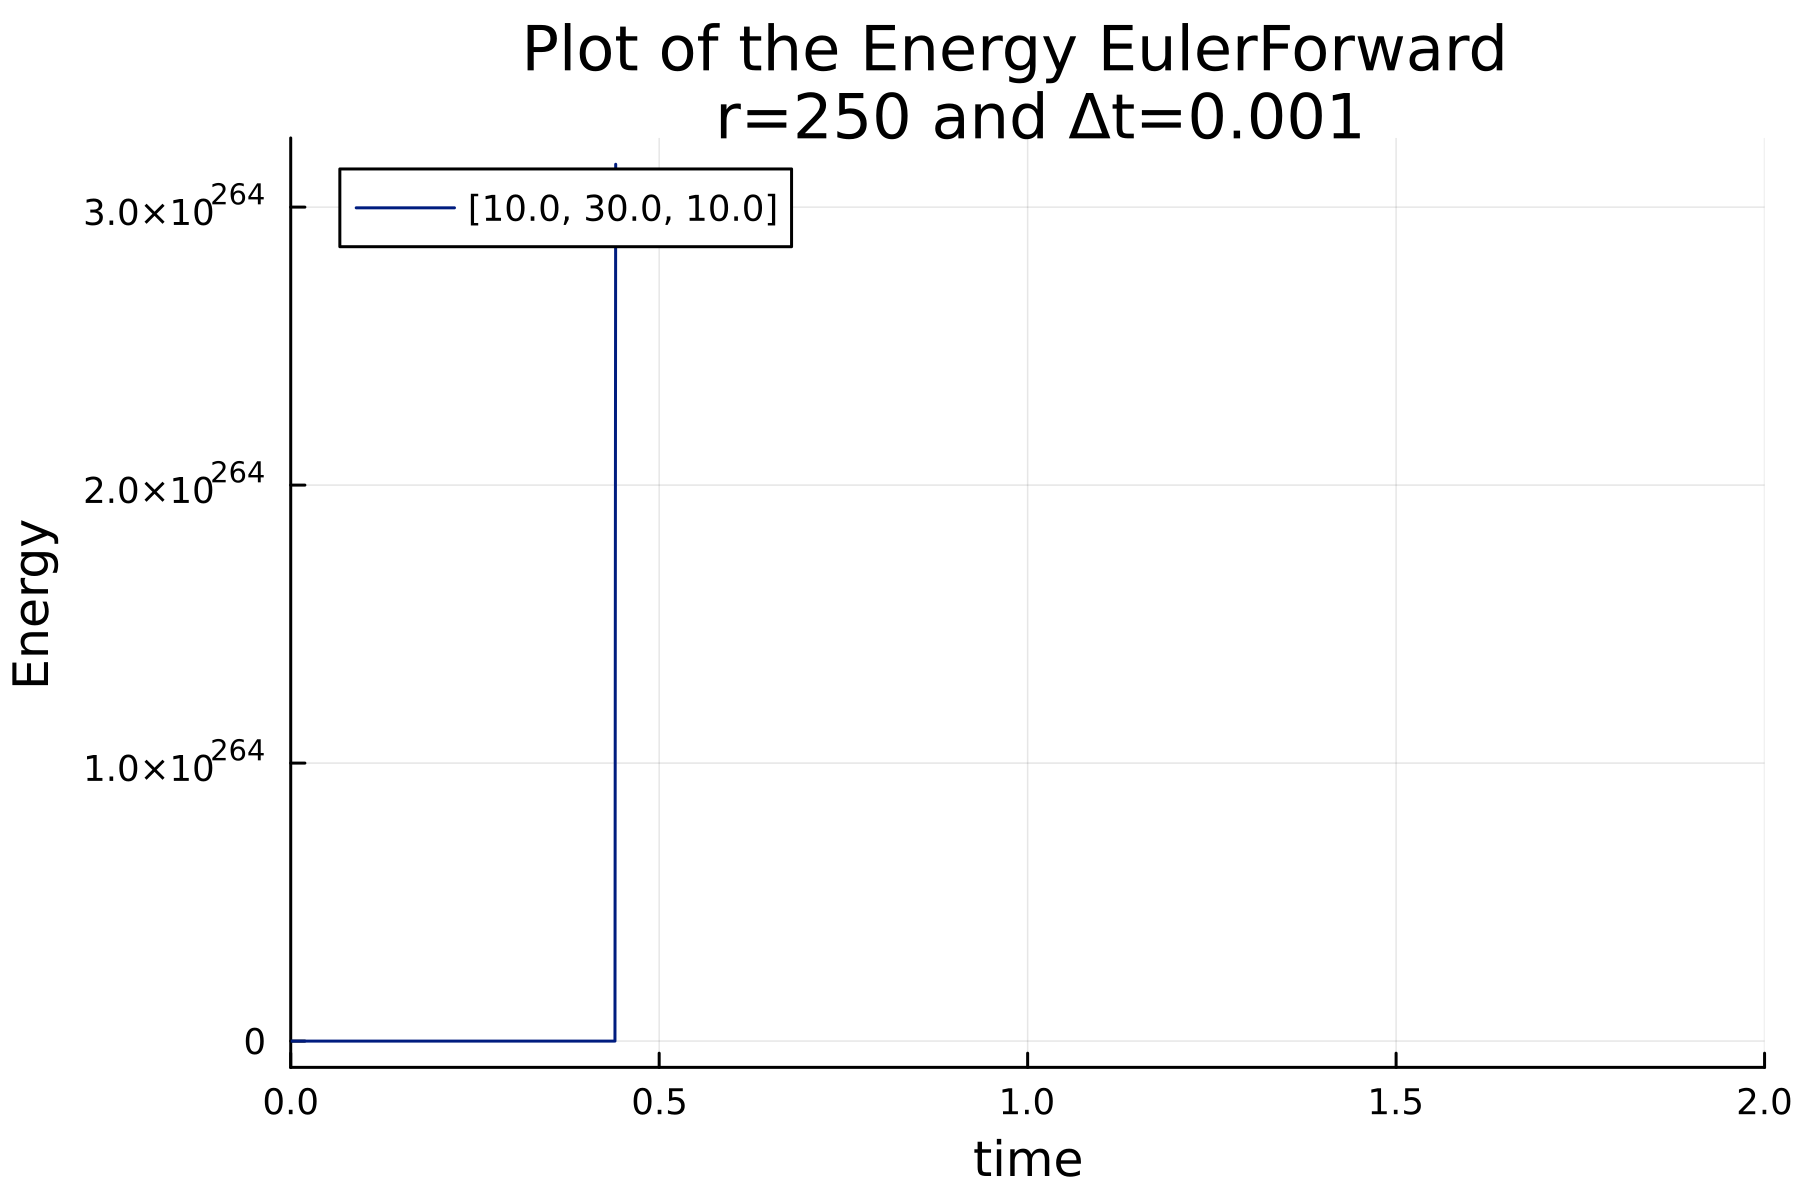 Plot of the Energy EulerForward
r=250 and Δt=0.001
[10.0, 30.0, 10.0]
3.0×10²⁶⁴
2.0×10²⁶⁴
1.0×10²⁶⁴
0
Energy
0.0 0.5 1.0 1.5 2.0
time